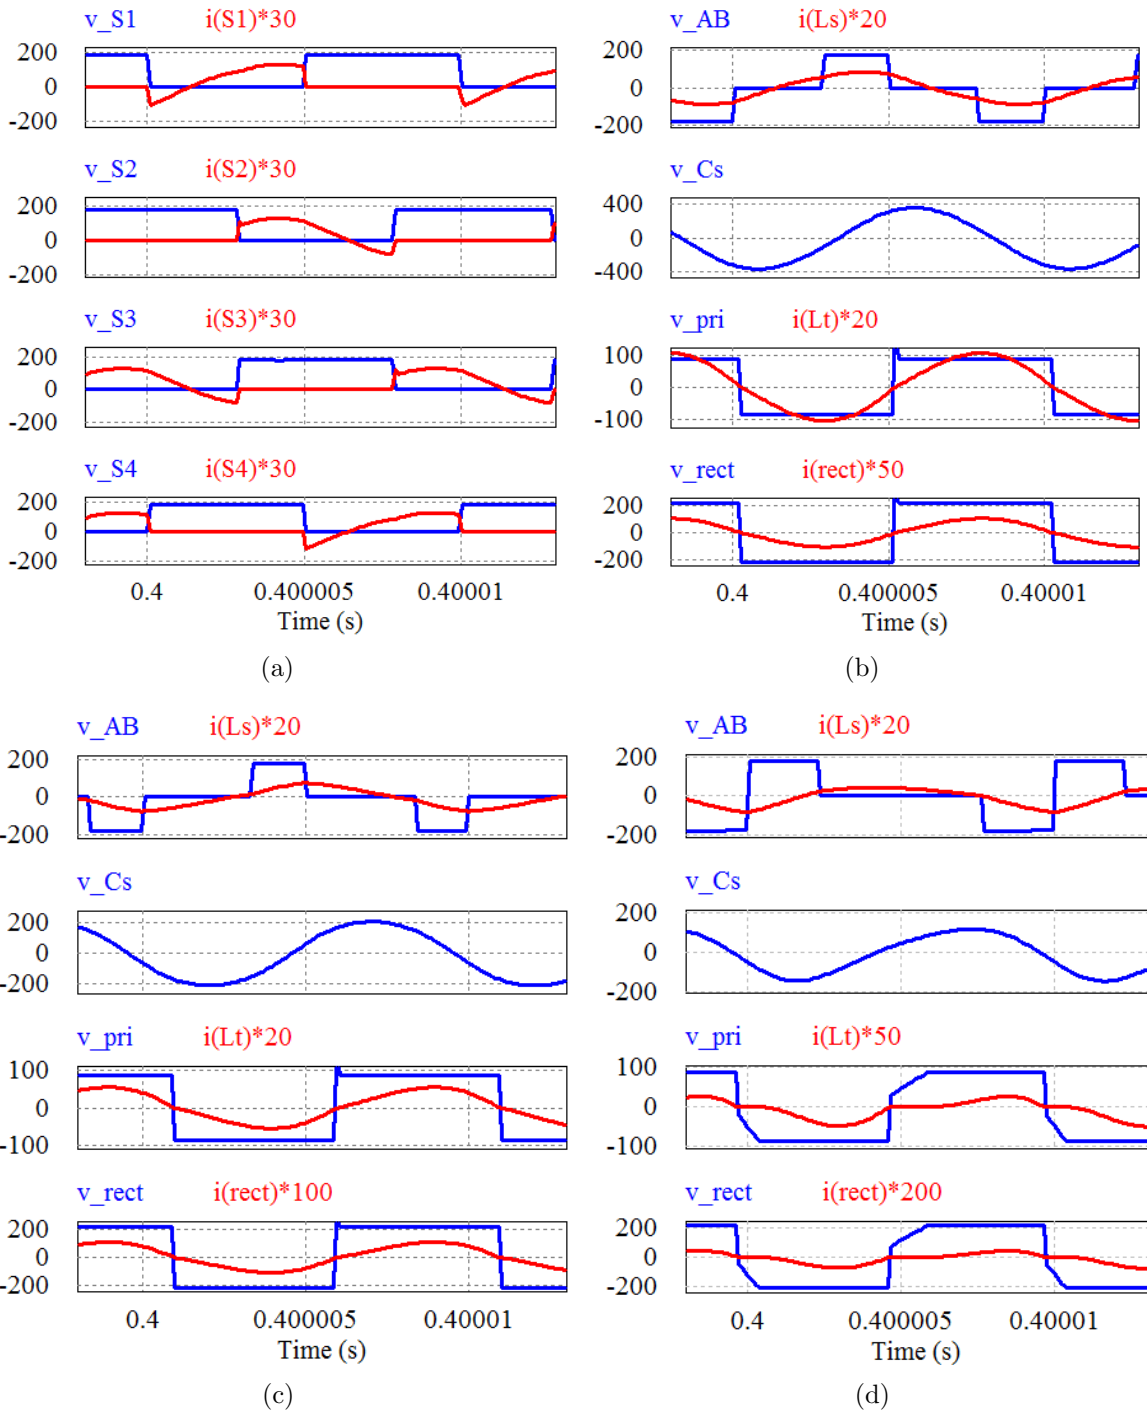 v_S1 i(S1)*30
200
0
-200
v_S2 i(S2)*30
200
0
-200
v_S3 i(S3)*30
200
0
-200
v_S4 i(S4)*30
200
0
-200
0.4 0.400005 0.40001
Time (s)
(a)
v_AB i(Ls)*20
200
0
-200
v_Cs
400
0
-400
v_pri i(Lt)*20
100
0
-100
v_rect i(rect)*50
200
0
-200
0.4 0.400005 0.40001
Time (s)
(b)
v_AB i(Ls)*20
200
0
-200
v_Cs
200
0
-200
v_pri i(Lt)*20
100
0
-100
v_rect i(rect)*100
200
0
-200
0.4 0.400005 0.40001
Time (s)
(c)
v_AB i(Ls)*20
200
0
-200
v_Cs
200
0
-200
v_pri i(Lt)*50
100
0
-100
v_rect i(rect)*200
200
0
-200
0.4 0.400005 0.40001
Time (s)
(d)